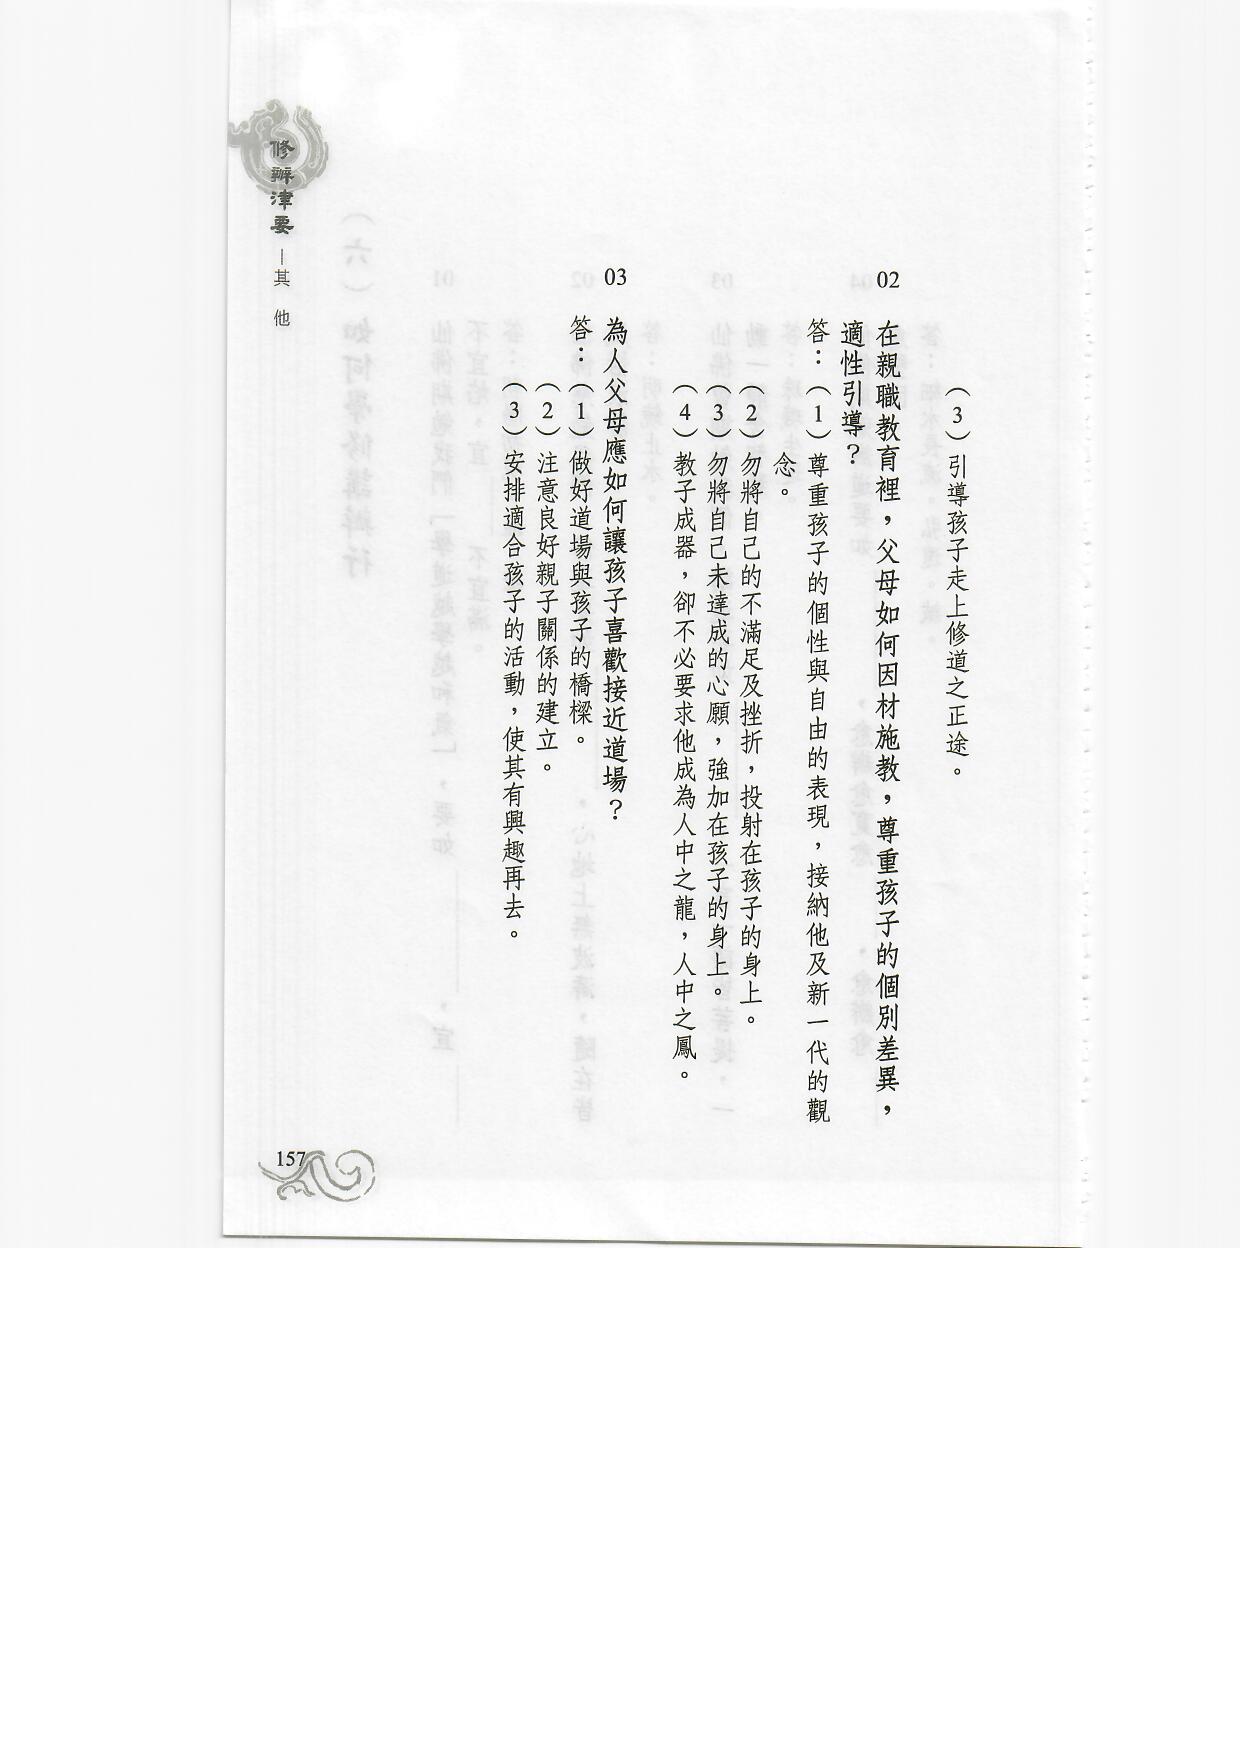 （3）引導孩子走上修道之正途。
02 在親職教育裡，父母如何因材施教，尊重孩子的個別差異，
適性引導？
答：（1）尊重孩子的個性與自由的表現，接納他及新一代的觀
念。
（2）勿將自己的不滿足及挫折，投射在孩子的身上。
（3）勿將自己未達成的心願，強加在孩子的身上。
（4）教子成器，卻不必要求他成為人中之龍，人中之鳳。
03 為人父母應如何讓孩子喜歡接近道場？
答：（1）做好道場與孩子的橋樑。
（2）注意良好親子關係的建立。
（3）安排適合孩子的活動，使其有興趣再去。
修辦津要－其 他
157